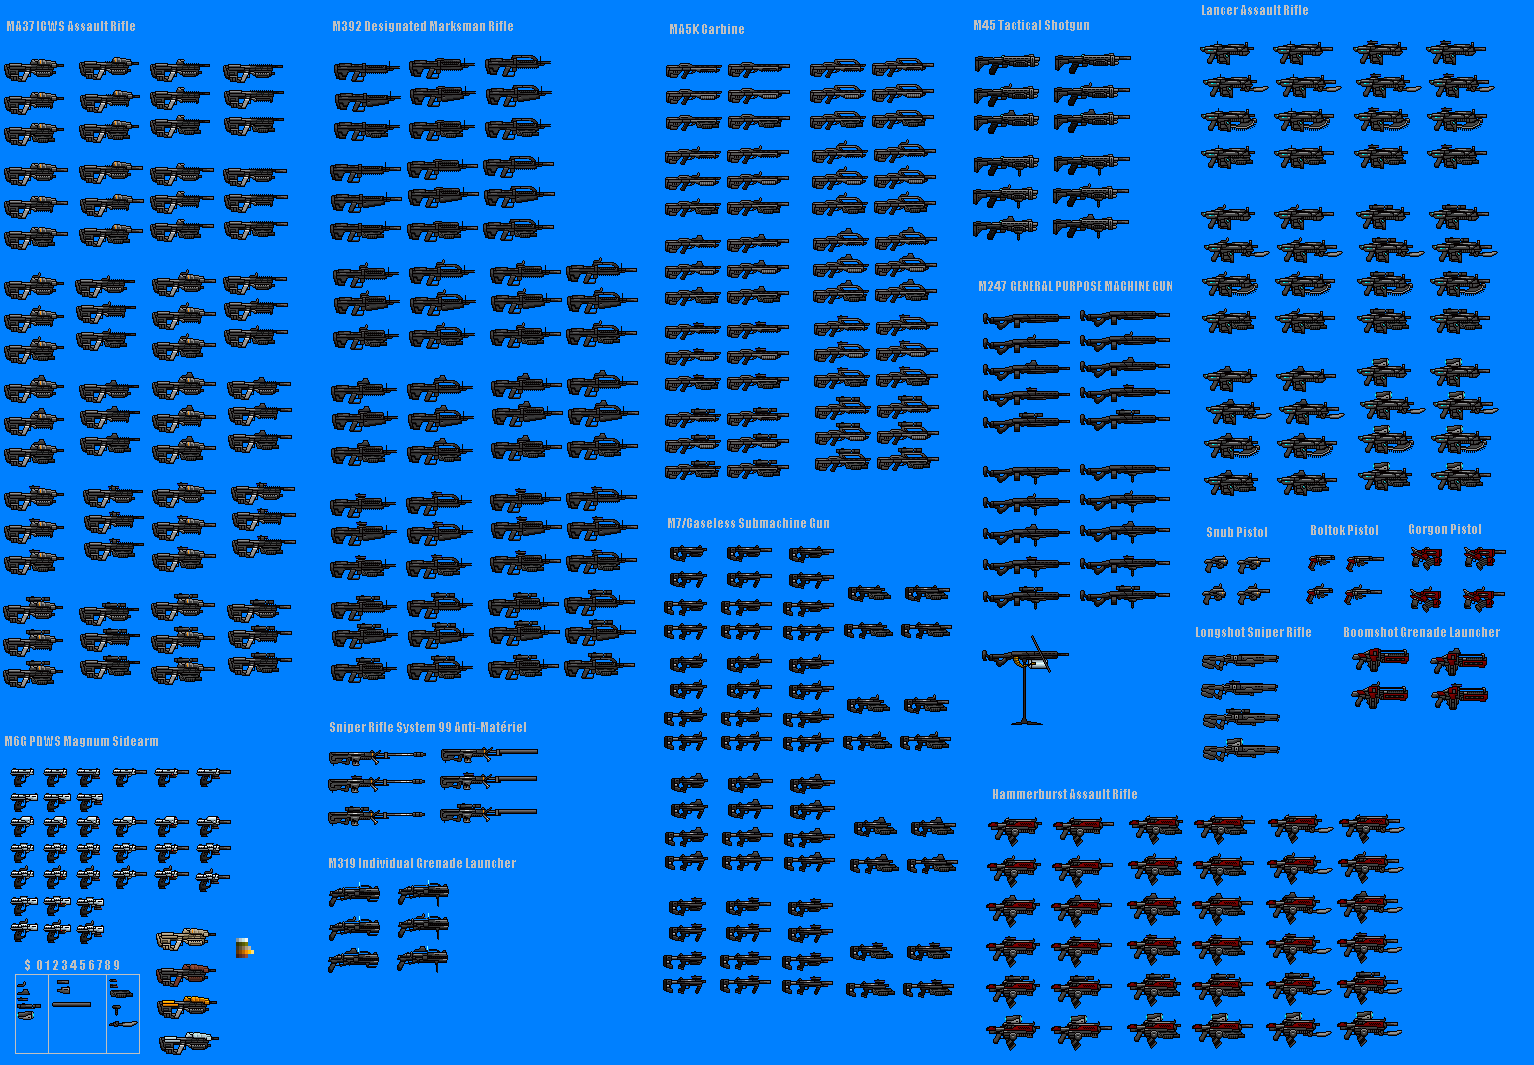 MA37 ICWS Assault Rifle
M392 Designated Marksman Rifle
MA5K Carbine
M45 Tactical Shotgun
Lancer Assault Rifle
M247 GENERAL PURPOSE MACHINE GUN
M7/Caseless Submachine Gun
Snub Pistol
Boltok Pistol
Gorgon Pistol
Longshot Sniper Rifle
Boomshot Grenade Launcher
Sniper Rifle System 99 Anti-Matériel
M6G PDWS Magnum Sidearm
Hammerburst Assault Rifle
M319 Individual Grenade Launcher
$ 0123456789